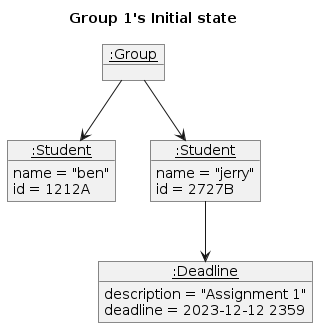 Group 1's Initial state
:Group
:Student
name = "ben"
id = 1212A
:Student
name = "jerry"
id = 2727B
:Deadline
description = "Assignment 1"
deadline = 2023-12-12 2359